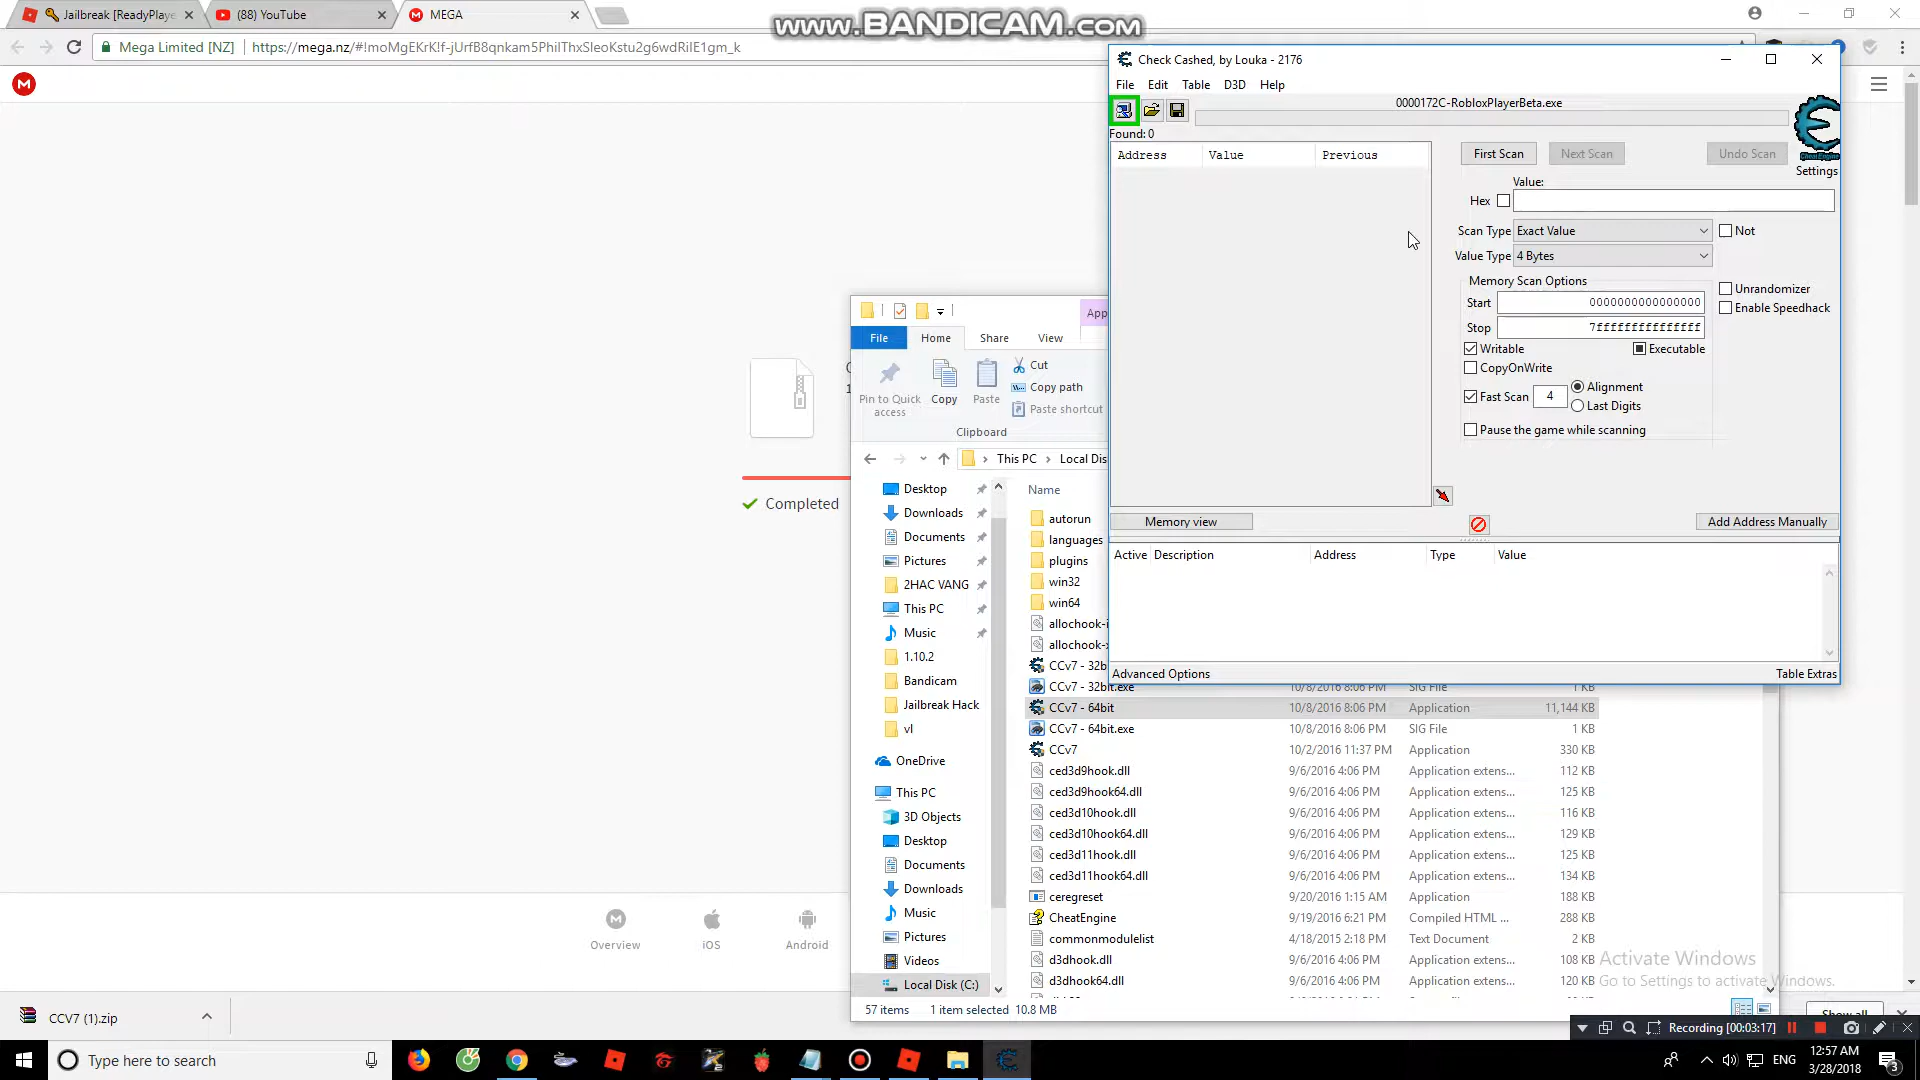 Jailbreak [ReadyPlaye
(88) YouTube
MEGA
www.BANDICAM.com
Mega Limited [NZ]
https://mega.nz/#!moMgEKrK!f-jUrfB8qnkam5PhiIThxSIeoKstu2g6wdRiIE1gm_k
Check Cashed, by Louka - 2176
File Edit Table D3D Help
0000172C-RobloxPlayerBeta.exe
Found: 0
Address Value Previous
First Scan Next Scan Undo Scan
CheatEngine
Settings
Value:
Hex
Scan Type Exact Value Not
Value Type 4 Bytes
Memory Scan Options
Start 0000000000000000
Stop 7fffffffffffffff
Unrandomizer
Enable Speedhack
Writable Executable
CopyOnWrite
Fast Scan 4 Alignment
Last Digits
Pause the game while scanning
Memory view Add Address Manually
Active Description Address Type Value
Advanced Options Table Extras
App
File Home Share View
Pin to Quick access
Copy
Paste
Cut
Copy path
Paste shortcut
Clipboard
This PC Local Dis
Name
Desktop
Downloads
Documents
Pictures
2HAC VANG
This PC
Music
1.10.2
Bandicam
Jailbreak Hack
vl
OneDrive
This PC
3D Objects
Desktop
Documents
Downloads
Music
Pictures
Videos
Local Disk (C:)
autorun
languages
plugins
win32
win64
allochook-i
allochook-x
CCv7 - 32b
CCv7 - 32bit.exe 10/8/2016 8:06 PM SIG File 1 KB
CCv7 - 64bit 10/8/2016 8:06 PM Application 11,144 KB
CCv7 - 64bit.exe 10/8/2016 8:06 PM SIG File 1 KB
CCv7 10/2/2016 11:37 PM Application 330 KB
ced3d9hook.dll 9/6/2016 4:06 PM Application extens... 112 KB
ced3d9hook64.dll 9/6/2016 4:06 PM Application extens... 125 KB
ced3d10hook.dll 9/6/2016 4:06 PM Application extens... 116 KB
ced3d10hook64.dll 9/6/2016 4:06 PM Application extens... 129 KB
ced3d11hook.dll 9/6/2016 4:06 PM Application extens... 125 KB
ced3d11hook64.dll 9/6/2016 4:06 PM Application extens... 134 KB
ceregreset 9/20/2016 1:15 AM Application 188 KB
CheatEngine 9/19/2016 6:21 PM Compiled HTML ... 288 KB
commonmodulelist 4/18/2015 2:18 PM Text Document 2 KB
d3dhook.dll 9/6/2016 4:06 PM Application extens... 108 KB
d3dhook64.dll 9/6/2016 4:06 PM Application extens... 120 KB
57 items 1 item selected 10.8 MB
Completed
Overview iOS Android
Activate Windows
Go to Settings to activate Windows.
CCV7 (1).zip
Show all
Recording [00:03:17]
Type here to search
ENG
12:57 AM
3/28/2018
3